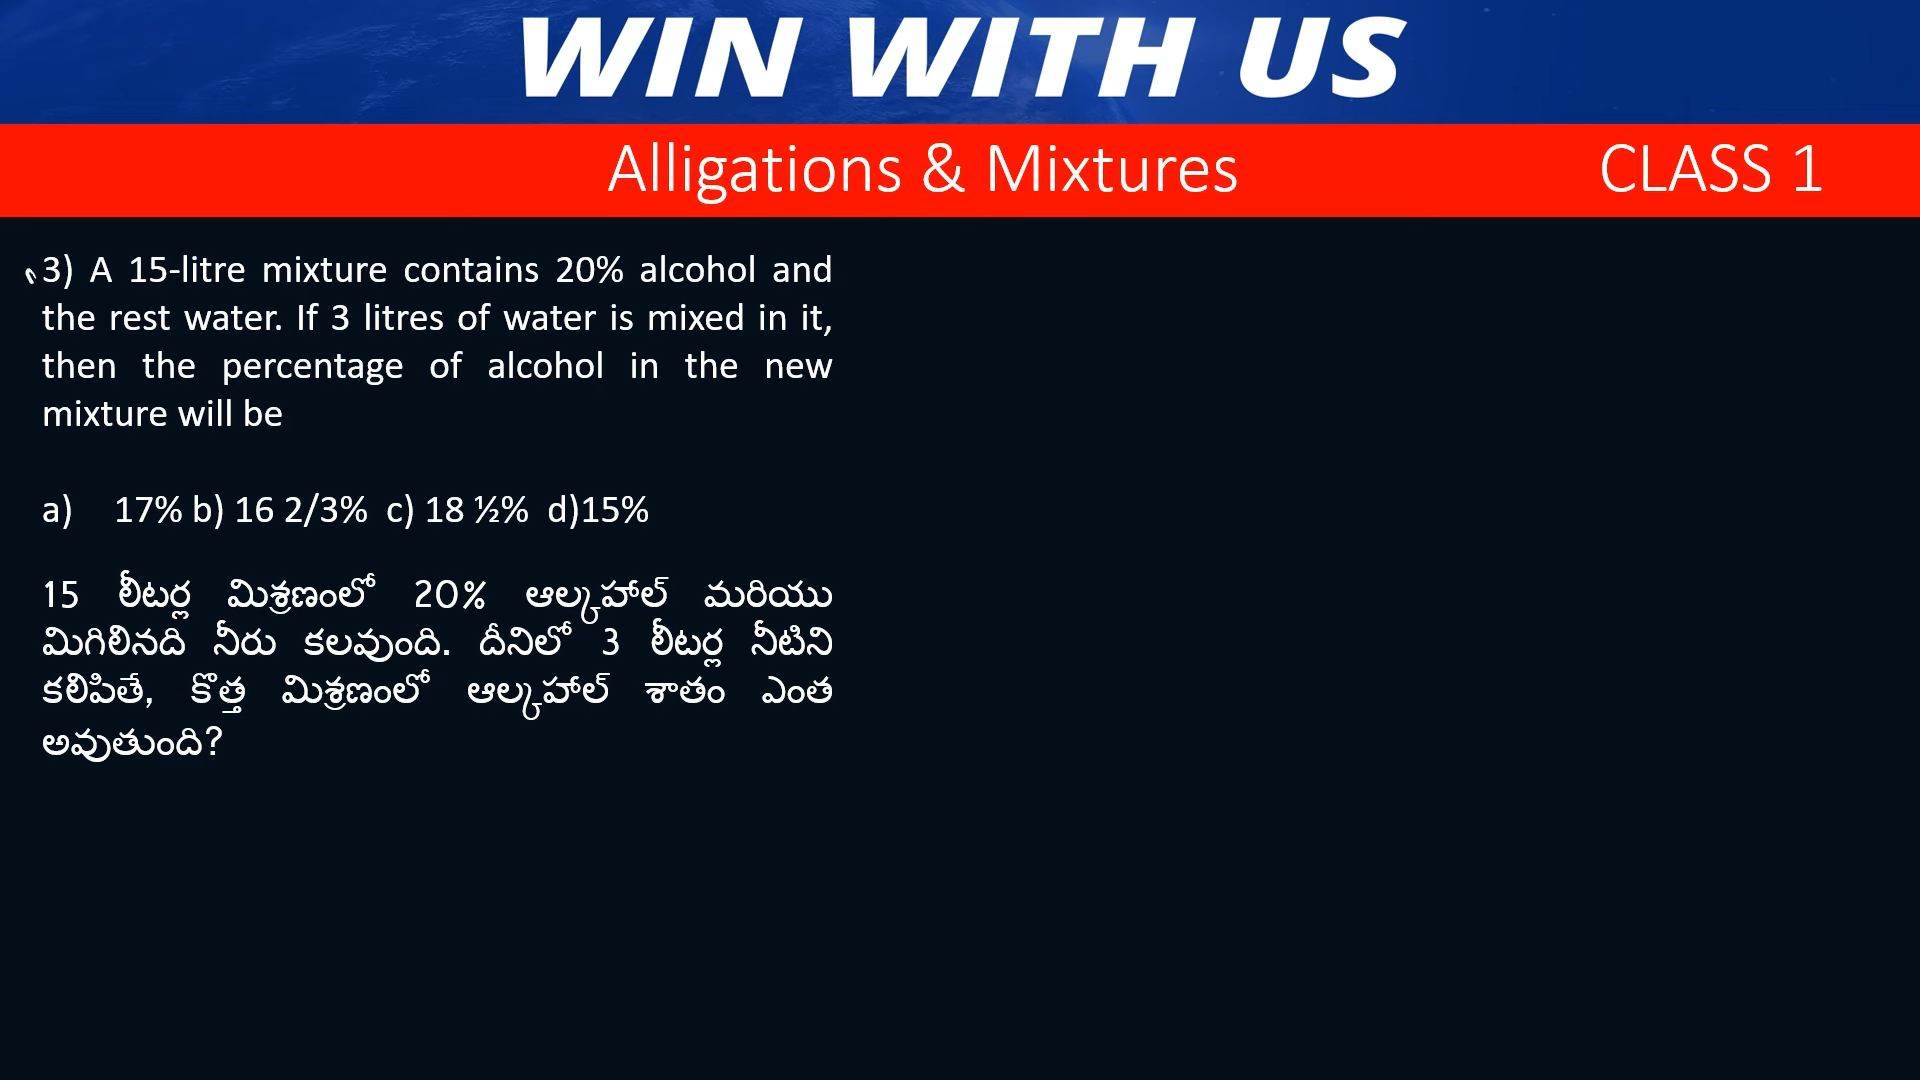 WIN WITH US
Alligations & Mixtures CLASS 1
3) A 15-litre mixture contains 20% alcohol and
the rest water. If 3 litres of water is mixed in it,
then the percentage of alcohol in the new
mixture will be
a) 17% b) 16 2/3% c) 18 ½% d)15%
15 లీటర్ల మిశ్రణంలో 20% ఆల్కహాల్ మరియు
మిగిలినది నీరు కలవుంది. దీనిలో 3 లీటర్ల నీటిని
కలిపితే, కొత్త మిశ్రణంలో ఆల్కహాల్ శాతం ఎంత
అవుతుంది?